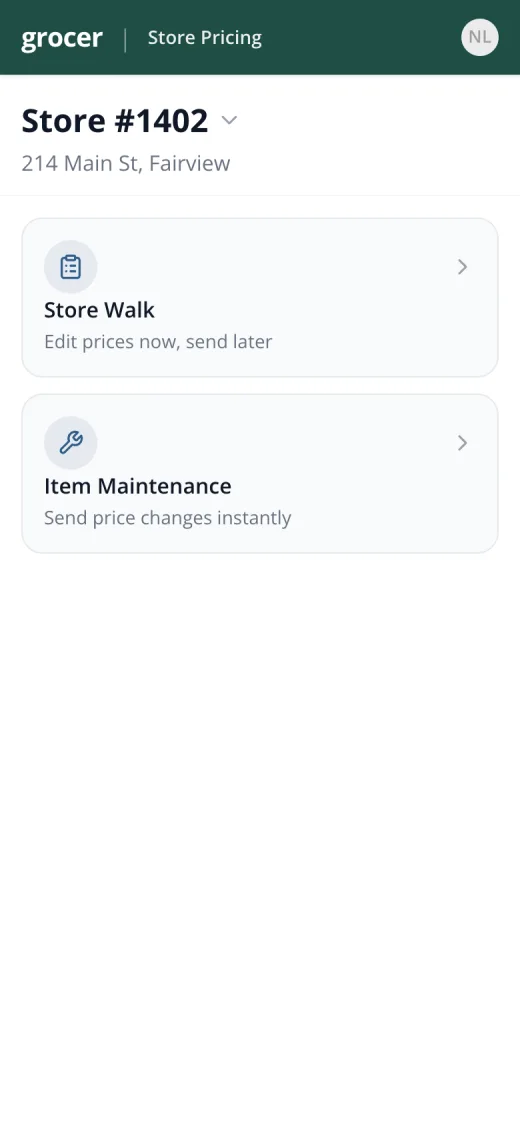 grocer | Store Pricing NL
Store #1402
214 Main St, Fairview
Store Walk
Edit prices now, send later
Item Maintenance
Send price changes instantly